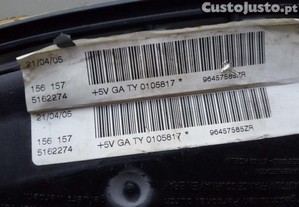 CustoJusto
21/04/05
156 157
5162274
+5V GA TY 0105817 *
96457585ZR
21/04/05
156 157
5162274
+5V GA TY 0105817 *
96457585ZR